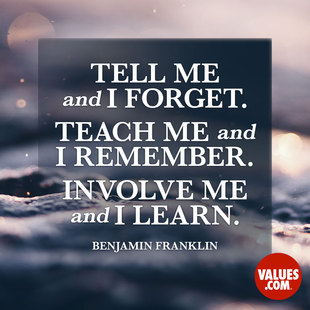 TELL ME
and I FORGET.
TEACH ME and
I REMEMBER.
INVOLVE ME
and I LEARN.
BENJAMIN FRANKLIN
VALUES
.COM